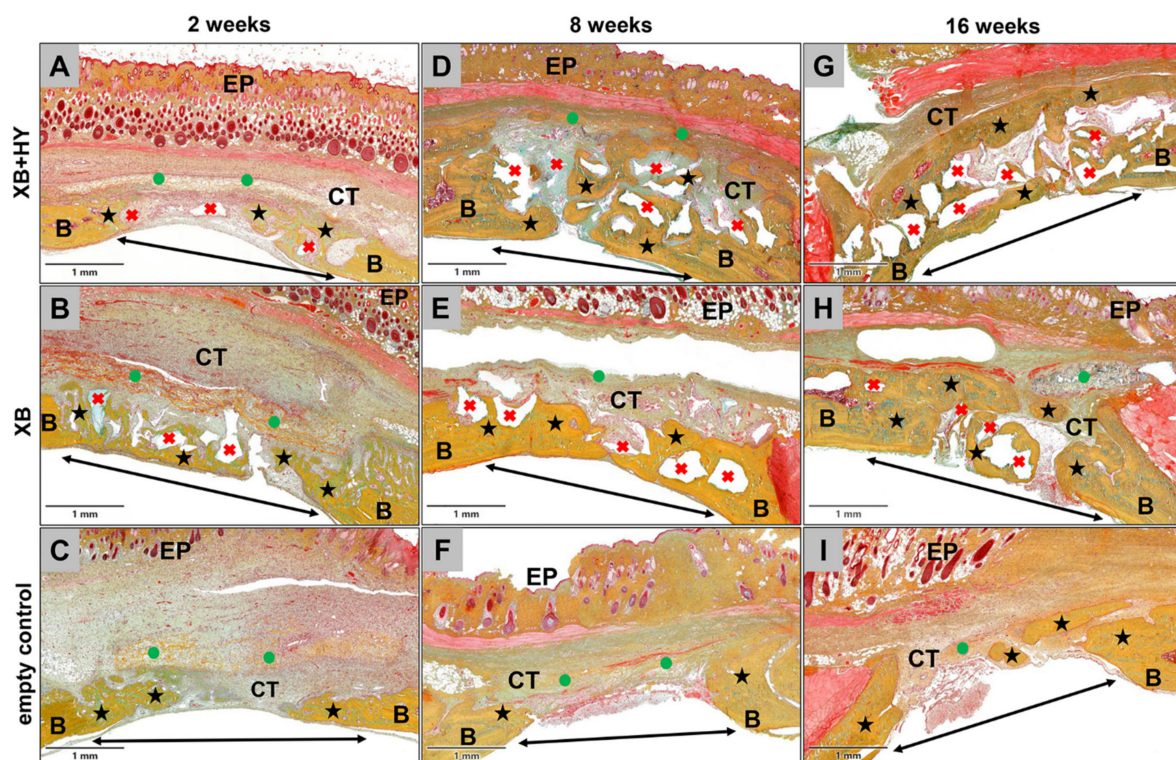 2 weeks 8 weeks 16 weeks
XB+HY
A EP CT B B 1 mm
D EP CT B B 1 mm
G CT B B 1 mm
XB
B EP CT B B 1 mm
E EP CT B B 1 mm
H EP CT B B 1 mm
empty control
C EP CT B B 1 mm
F EP CT B B 1 mm
I EP CT B B 1 mm